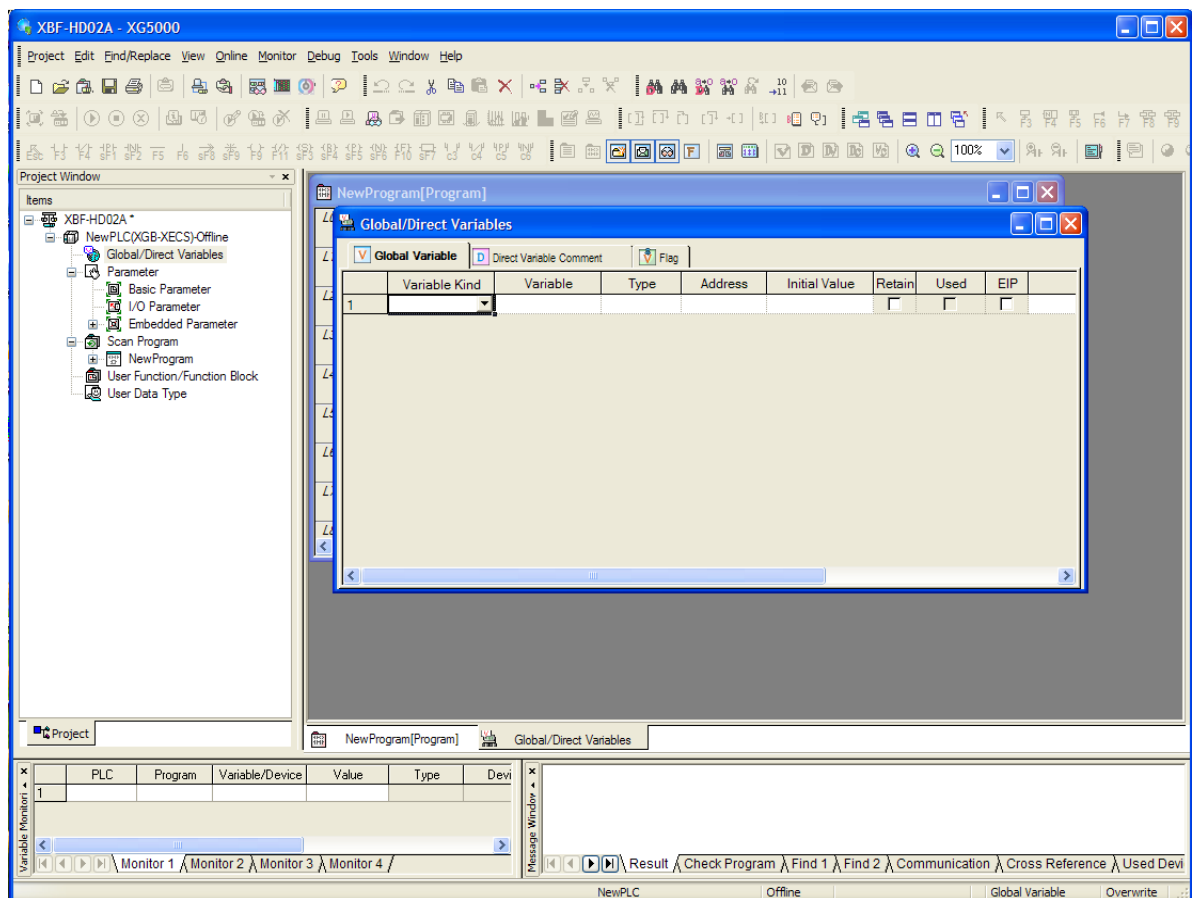 XBF-HD02A - XG5000
Project Edit Find/Replace View Online Monitor Debug Tools Window Help
100%
Project Window
Items
XBF-HD02A *
NewPLC(XGB-XECS)-Offline
Global/Direct Variables
Parameter
Basic Parameter
I/O Parameter
Embedded Parameter
Scan Program
NewProgram
User Function/Function Block
User Data Type
Project
NewProgram[Program]
Global/Direct Variables
Global Variable Direct Variable Comment Flag
Variable Kind Variable Type Address Initial Value Retain Used EIP
1
NewProgram[Program] Global/Direct Variables
Variable Monitori
PLC Program Variable/Device Value Type Devi
1
Monitor 1 Monitor 2 Monitor 3 Monitor 4
Message Window
Result Check Program Find 1 Find 2 Communication Cross Reference Used Devi
NewPLC Offline Global Variable Overwrite